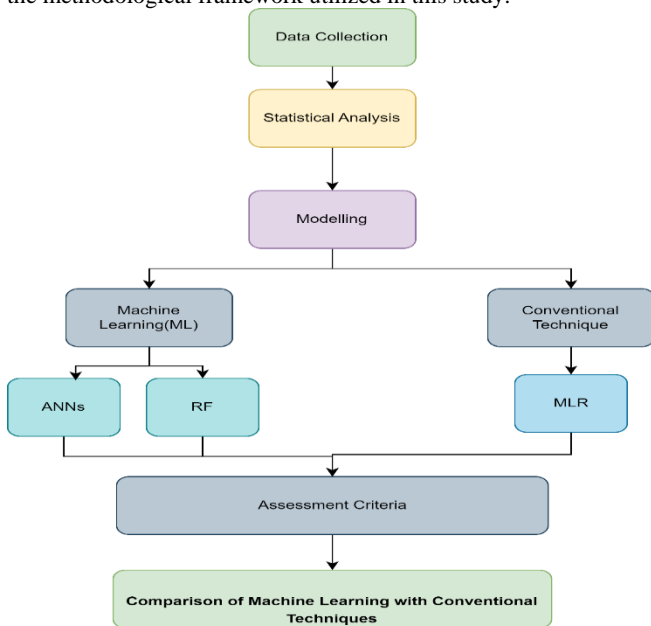 the methodological framework utilized in this study.
Data Collection
Statistical Analysis
Modelling
Machine
Learning(ML)
Conventional
Technique
ANNs
RF
MLR
Assessment Criteria
Comparison of Machine Learning with Conventional
Techniques